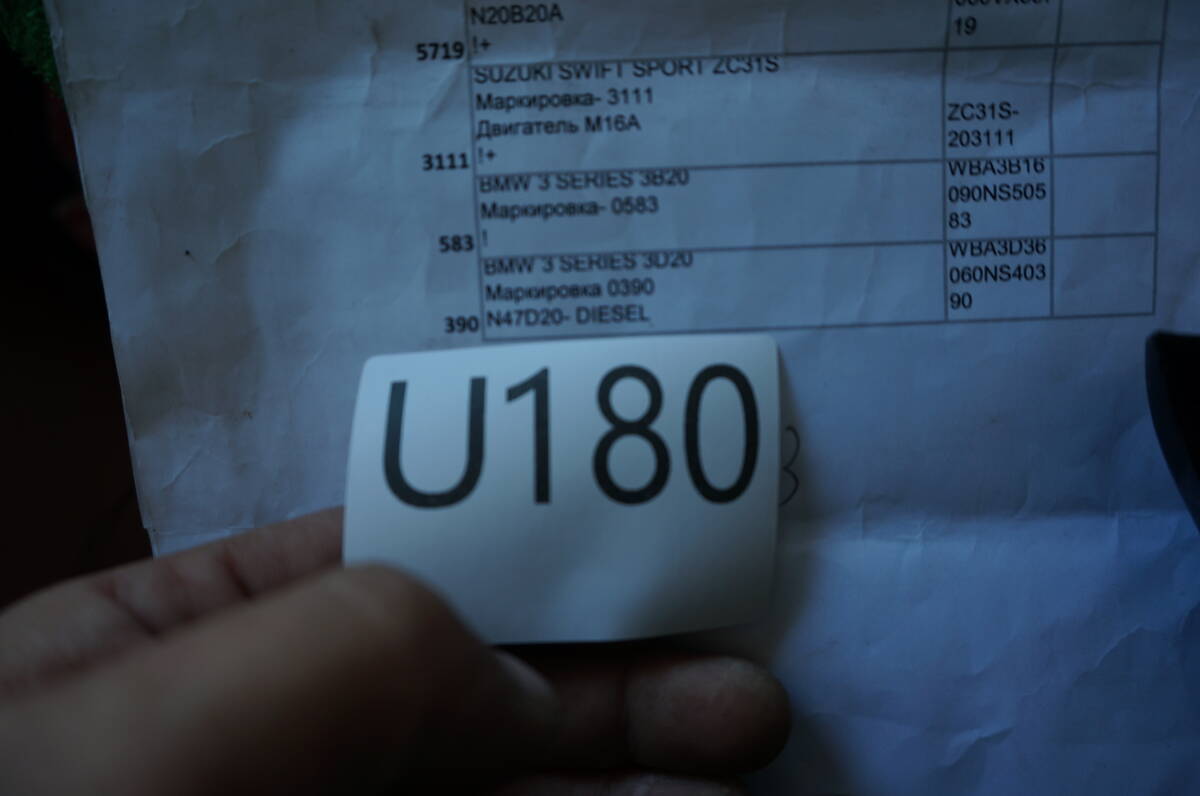 N20B20A
19
5719 !+
SUZUKI SWIFT SPORT ZC31S
Маркировка- 3111
Двигатель M16A
3111 !+
ZC31S-
203111
BMW 3 SERIES 3B20
Маркировка- 0583
583 !
WBA3B16
090NS505
83
BMW 3 SERIES 3D20
Маркировка 0390
390 N47D20- DIESEL
WBA3D36
060NS403
90
U180
3